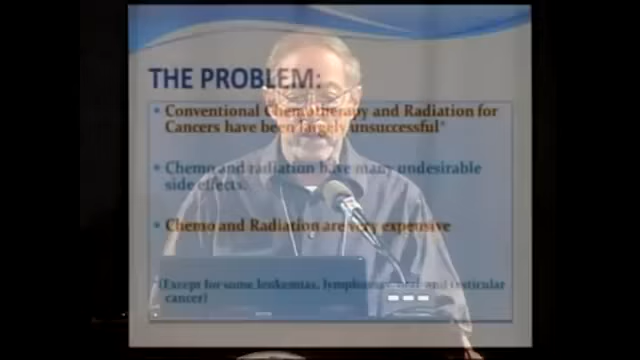 THE PROBLEM:
• Conventional Chemotherapy and Radiation for
Cancers have been largely unsuccessful*
• Chemo and radiation have many undesirable
side effects.
• Chemo and Radiation are very expensive
*(Except for some leukemias, lymphomas, and testicular
cancer)